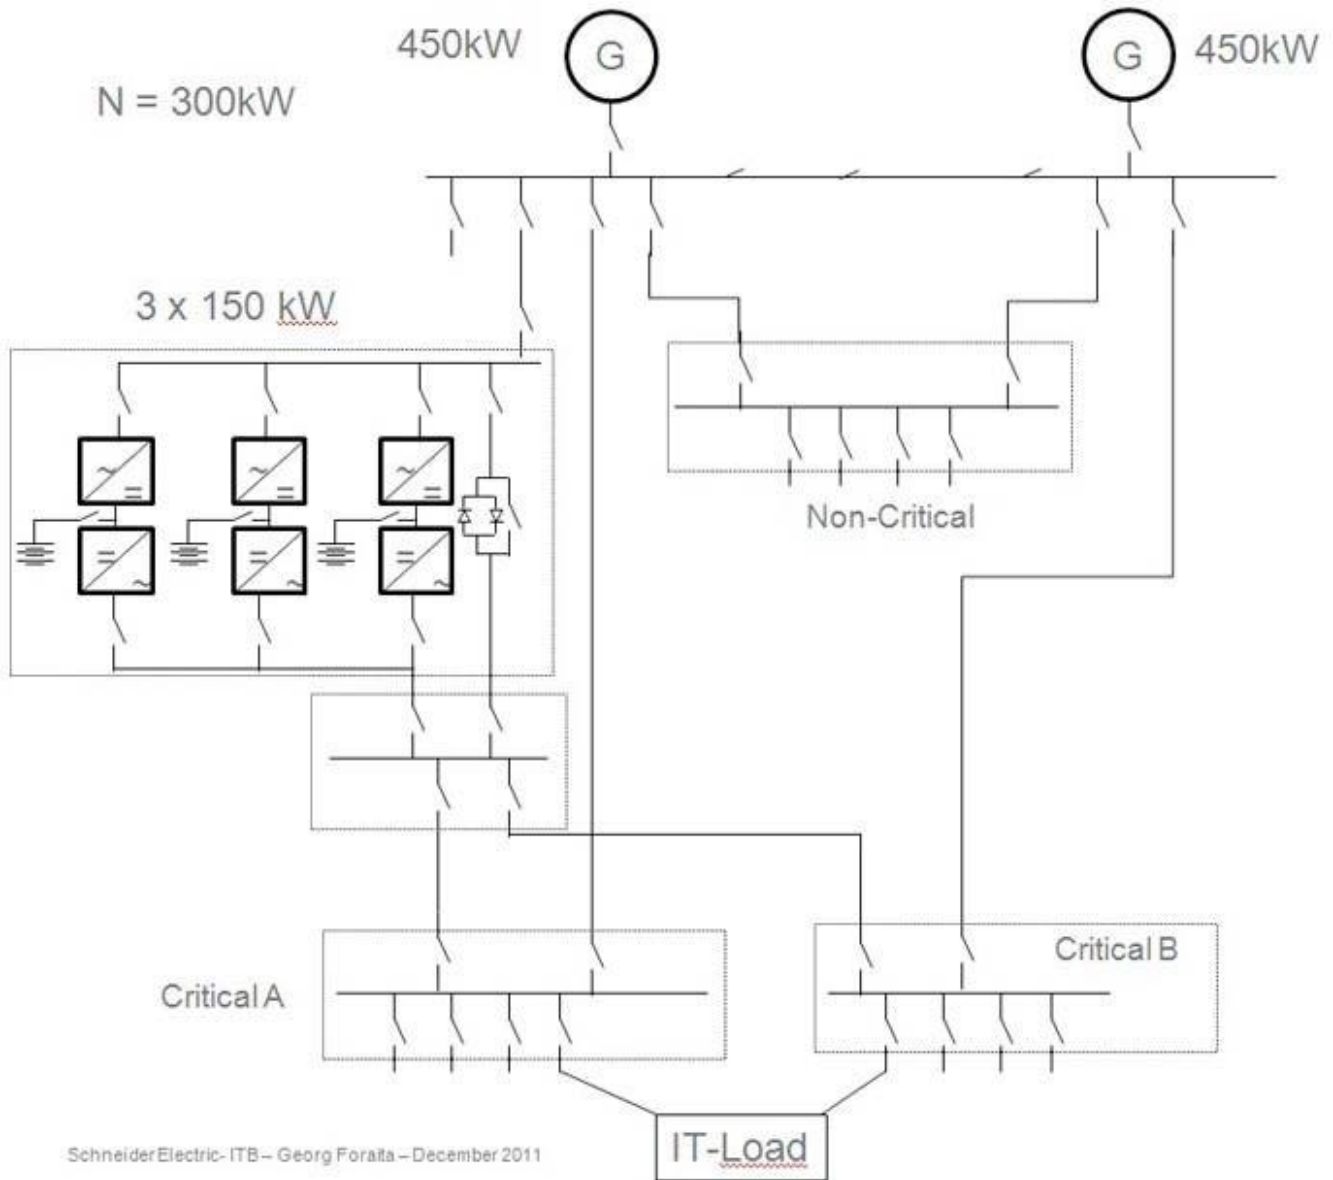 450kW
G
G
450kW
N = 300kW
3 x 150 kW
Non-Critical
Critical A
Critical B
IT-Load
Schneider Electric- ITB – Georg Foraita – December 2011